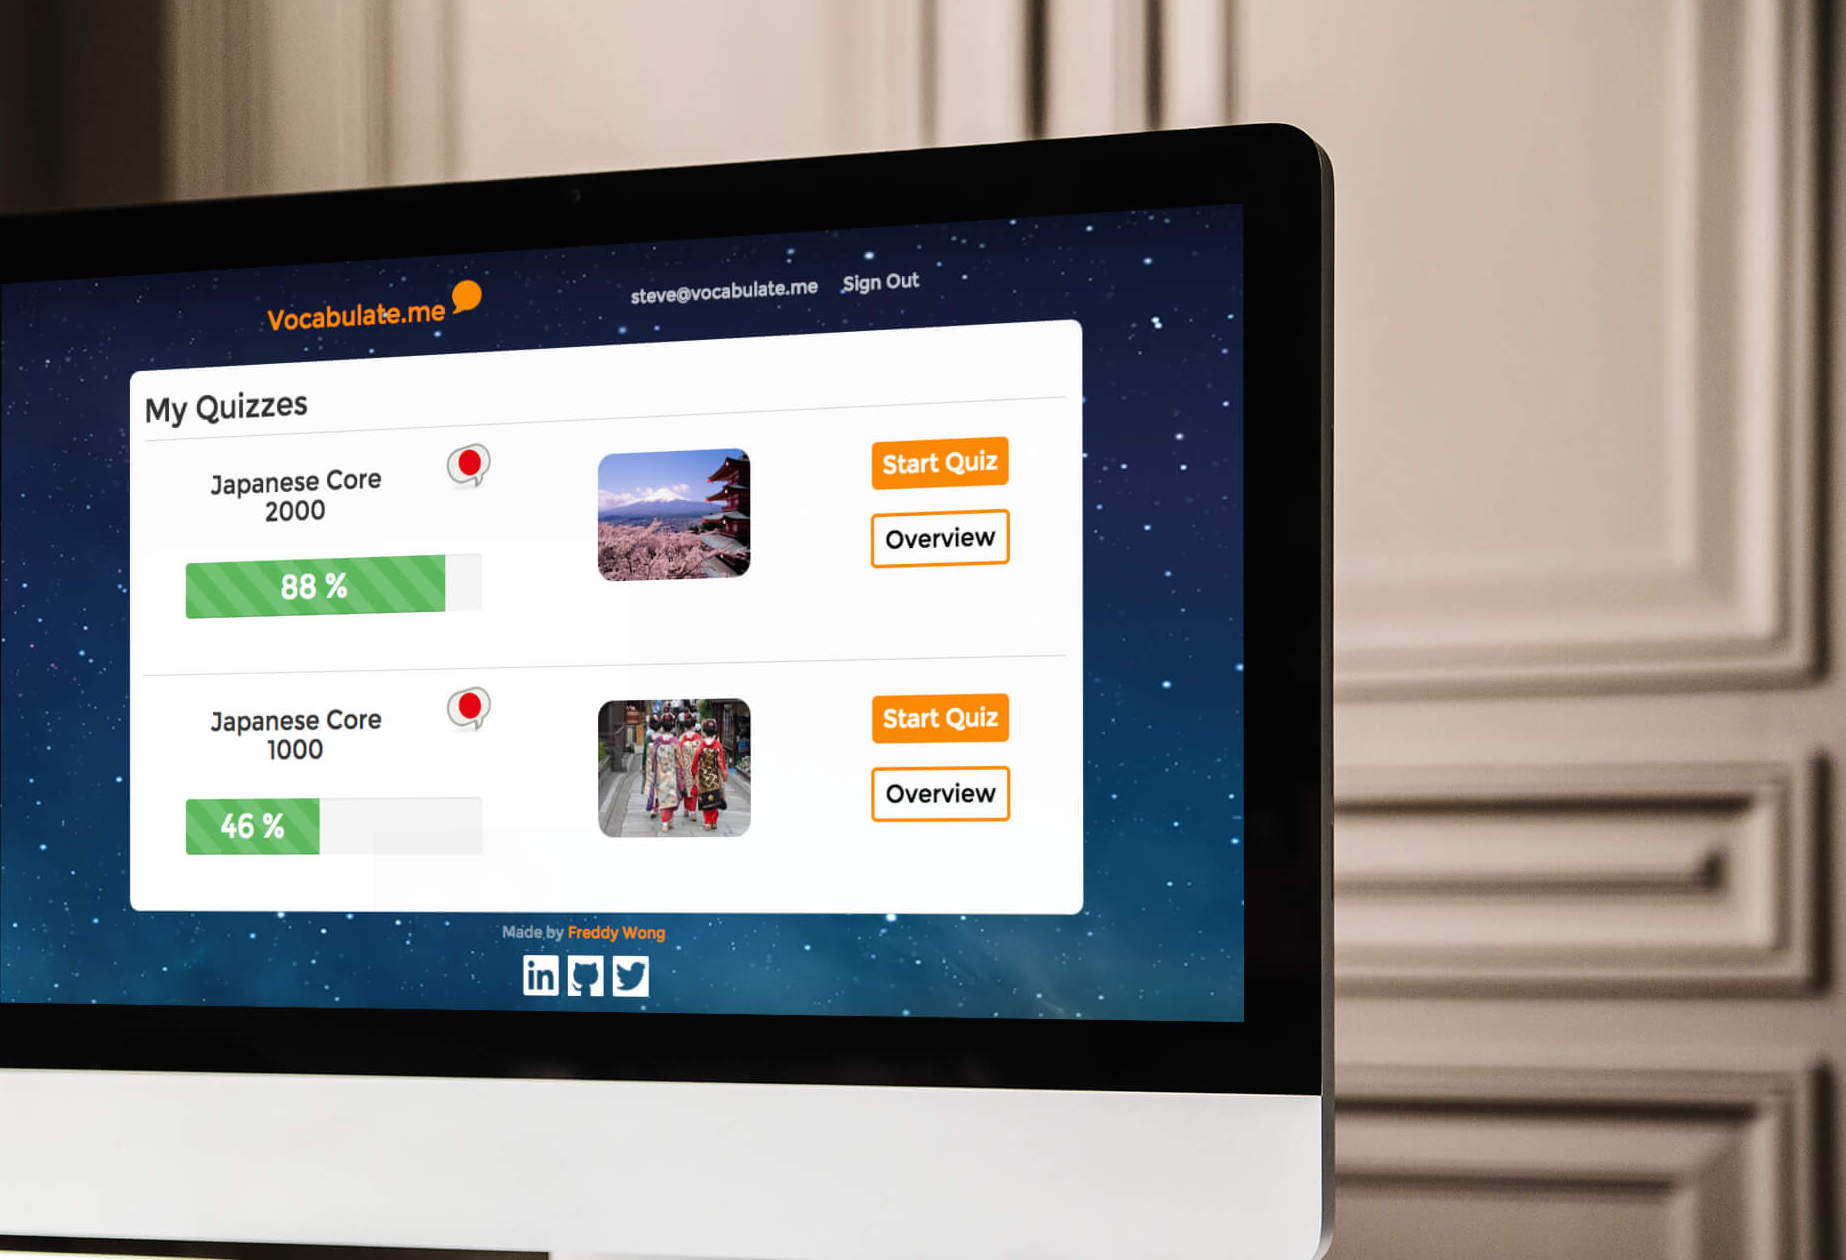 Vocabulate.me
steve@vocabulate.me Sign Out
My Quizzes
Japanese Core
2000
88 %
Start Quiz
Overview
Japanese Core
1000
46 %
Start Quiz
Overview
Made by Freddy Wong
in